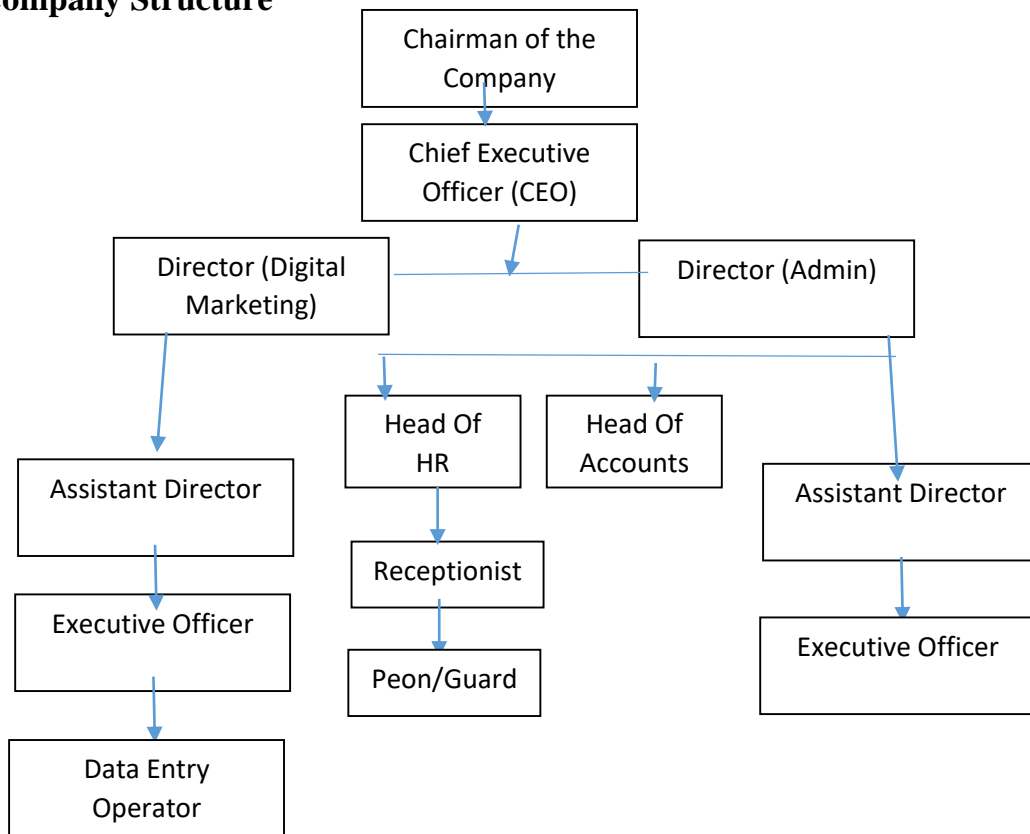 Company Structure
Chairman of the
Company
Chief Executive
Officer (CEO)
Director (Digital
Marketing)
Director (Admin)
Head Of
HR
Head Of
Accounts
Assistant Director
Assistant Director
Receptionist
Executive Officer
Executive Officer
Peon/Guard
Data Entry
Operator